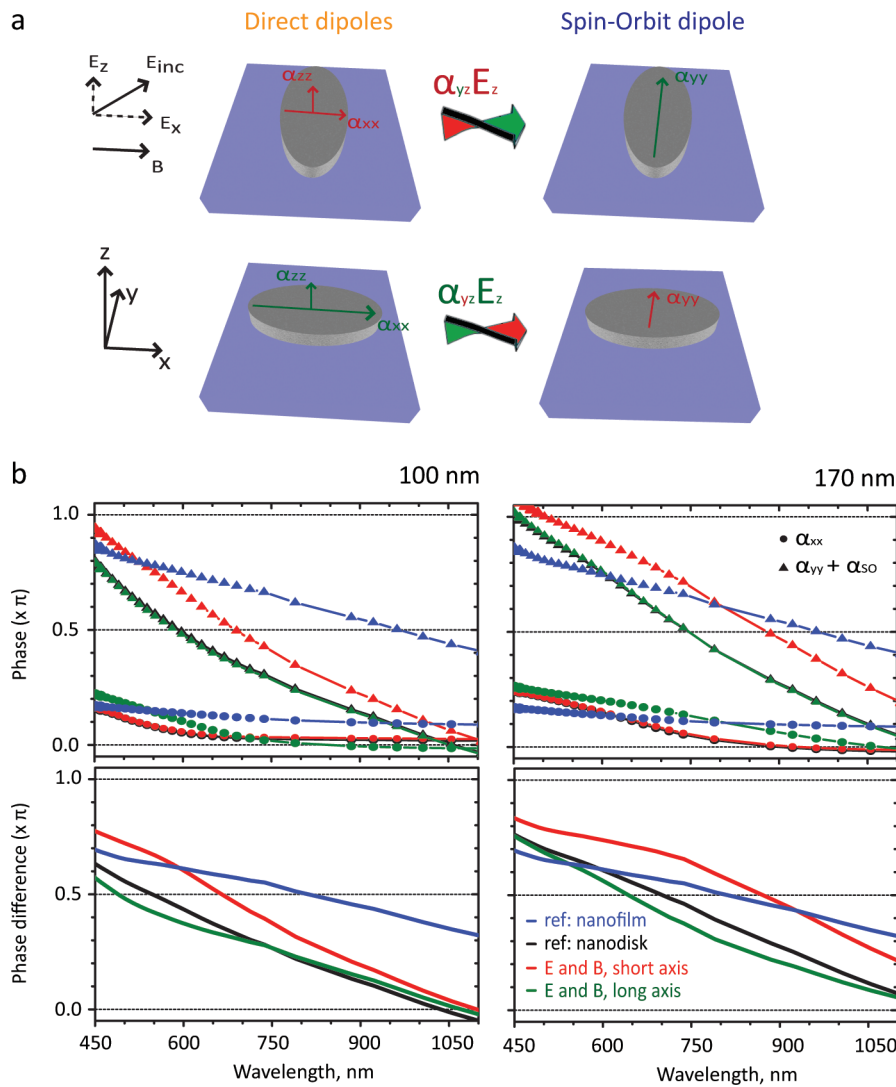 a
Direct dipoles
Spin-Orbit dipole
Ez
Einc
Ex
B
αzz
αxx
αyzEz
αyy
z
y
x
αzz
αxx
αyzEz
αyy
b
100 nm
170 nm
Phase (x π)
1.0
0.5
0.0
αxx
αyy + αSO
Phase difference (x π)
1.0
0.5
0.0
ref: nanofilm
ref: nanodisk
E and B, short axis
E and B, long axis
450 600 750 900 1050
450 600 750 900 1050
Wavelength, nm
Wavelength, nm